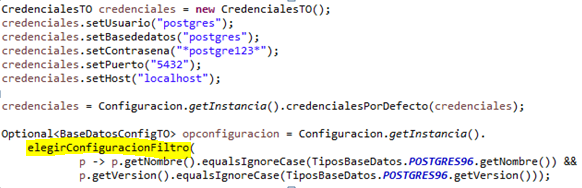 CredencialesTO credenciales = new CredencialesTO();
credenciales.setUsuario("postgres");
credenciales.setBasededatos("postgres");
credenciales.setContrasena("*postgre123*");
credenciales.setPuerto("5432");
credenciales.setHost("localhost");
credenciales = Configuracion.getInstancia().credencialesPorDefecto(credenciales);
Optional<BaseDatosConfigTO> opconfiguracion = Configuracion.getInstancia().
elegirConfiguracionFiltro(
p -> p.getNombre().equalsIgnoreCase(TiposBaseDatos.POSTGRES96.getNombre()) &&
p.getVersion().equalsIgnoreCase(TiposBaseDatos.POSTGRES96.getVersion()));